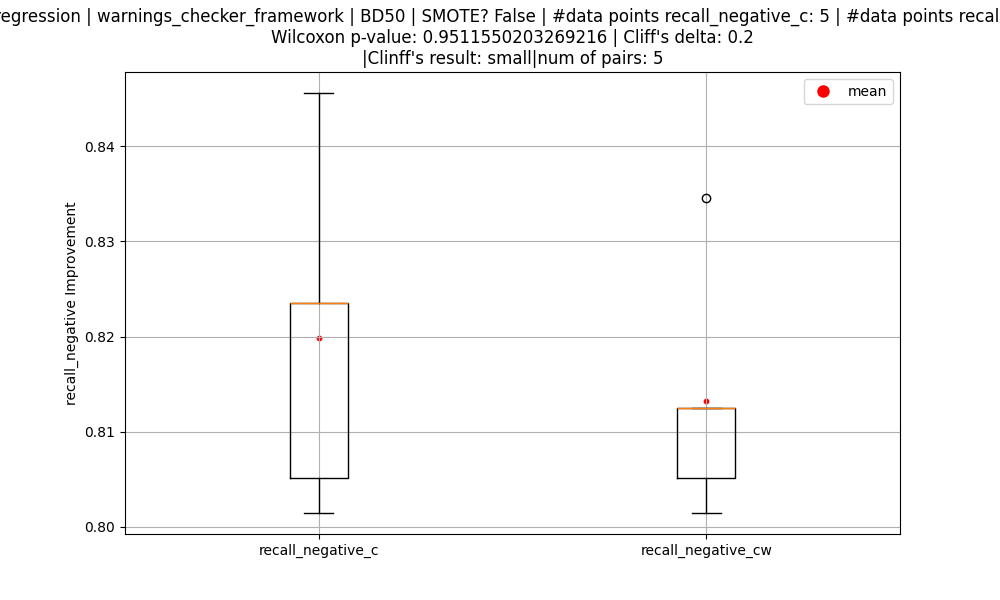 regression | warnings_checker_framework | BD50 | SMOTE? False | #data points recall_negative_c: 5 | #data points recal
Wilcoxon p-value: 0.9511550203269216 | Cliff's delta: 0.2
|Clinff's result: small|num of pairs: 5
mean
0.84
0.83
0.82
0.81
0.80
recall_negative Improvement
recall_negative_c
recall_negative_cw